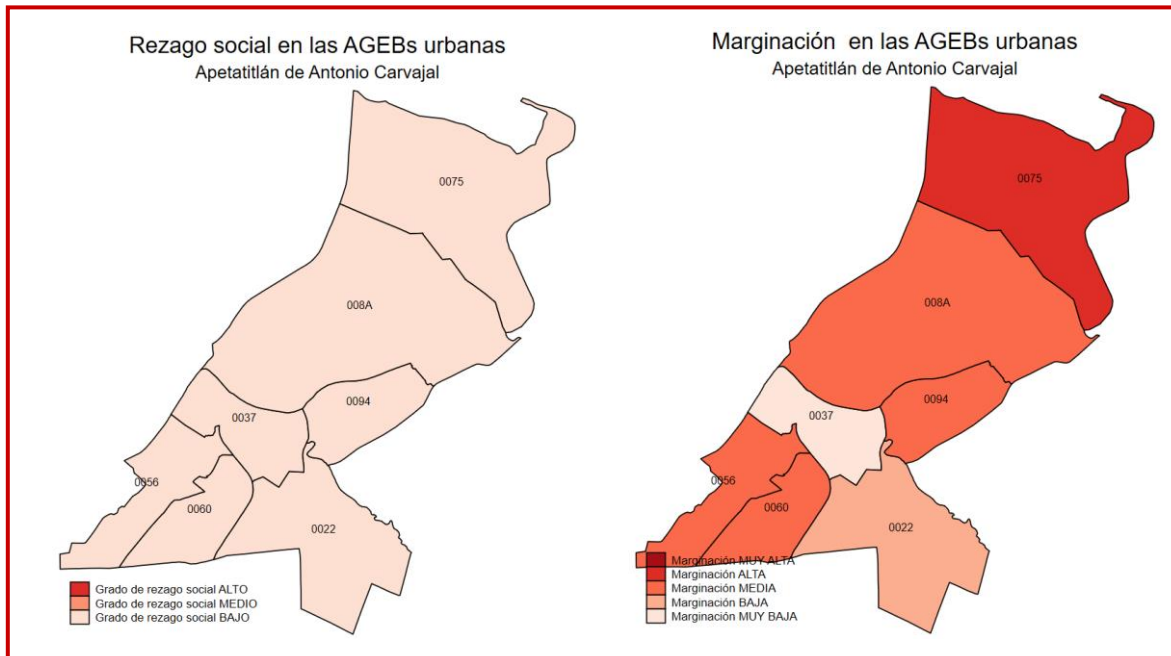 Rezago social en las AGEBs urbanas
Apetatitlán de Antonio Carvajal
0075
008A
0094
0037
0056
0060
0022
Grado de rezago social ALTO
Grado de rezago social MEDIO
Grado de rezago social BAJO
Marginación en las AGEBs urbanas
Apetatitlán de Antonio Carvajal
0075
008A
0094
0037
0056
0060
0022
Marginación MUY ALTA
Marginación ALTA
Marginación MEDIA
Marginación BAJA
Marginación MUY BAJA